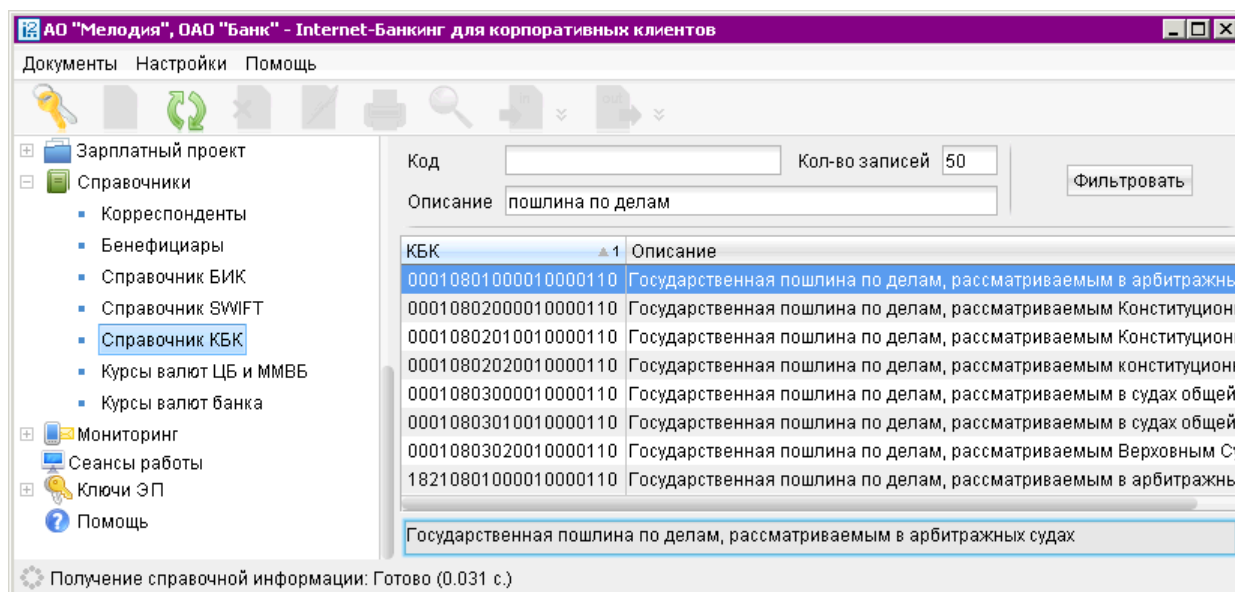 АО "Мелодия", ОАО "Банк" - Internet-Банкинг для корпоративных клиентов
Документы Настройки Помощь
in out
Зарплатный проект
Справочники
Корреспонденты
Бенефициары
Справочник БИК
Справочник SWIFT
Справочник КБК
Курсы валют ЦБ и ММВБ
Курсы валют банка
Мониторинг
Сеансы работы
Ключи ЭП
Помощь
Код Кол-во записей 50
Фильтровать
Описание пошлина по делам
КБК 1 Описание
00010801000010000110 Государственная пошлина по делам, рассматриваемым в арбитражны
00010802000010000110 Государственная пошлина по делам, рассматриваемым Конституцион
00010802010010000110 Государственная пошлина по делам, рассматриваемым Конституцион
00010802020010000110 Государственная пошлина по делам, рассматриваемым конституцион
00010803000010000110 Государственная пошлина по делам, рассматриваемым в судах общей
00010803010010000110 Государственная пошлина по делам, рассматриваемым в судах общей
00010803020010000110 Государственная пошлина по делам, рассматриваемым Верховным Су
18210801000010000110 Государственная пошлина по делам, рассматриваемым в арбитражны
Государственная пошлина по делам, рассматриваемым в арбитражных судах
Получение справочной информации: Готово (0.031 с.)